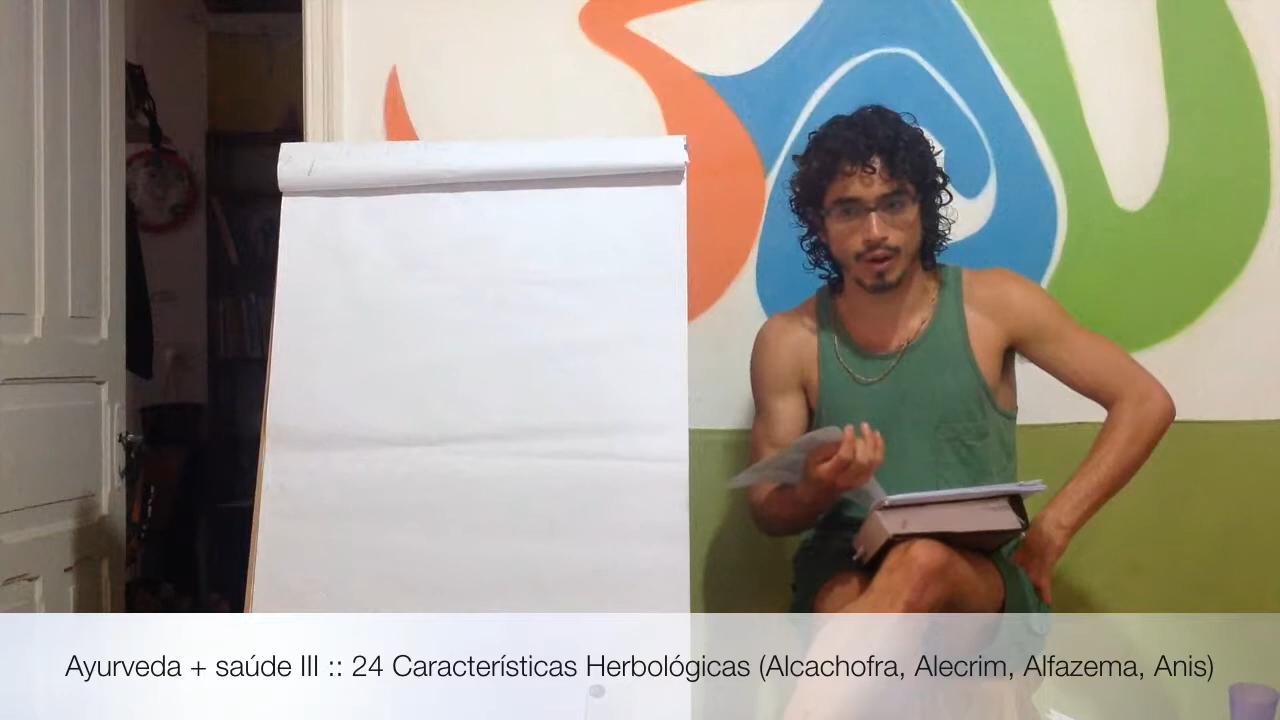 Ayurveda + saúde III :: 24 Características Herbológicas (Alcachofra, Alecrim, Alfazema, Anis)